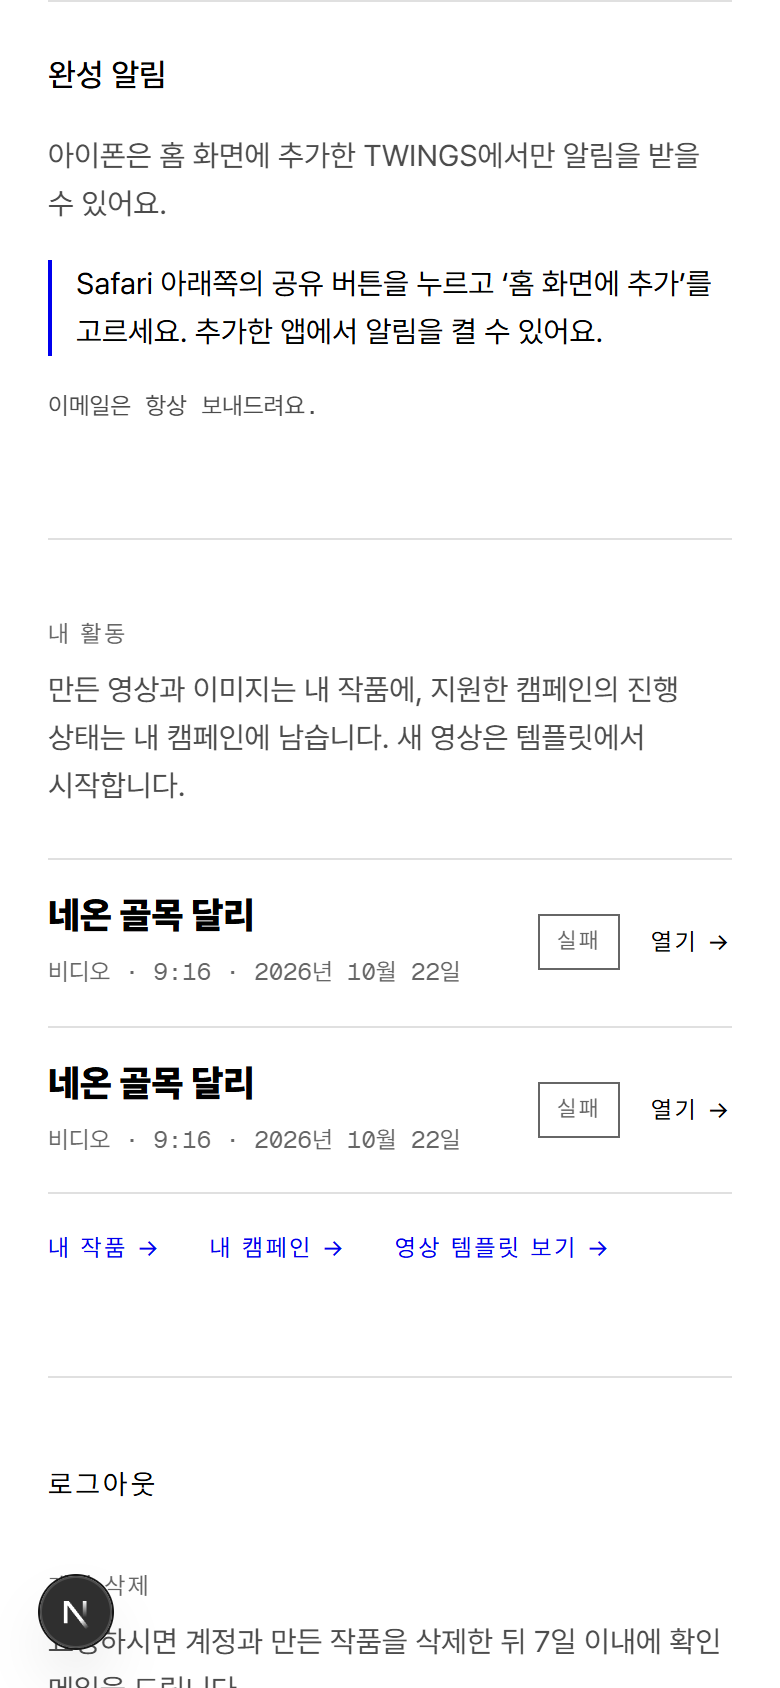 완성 알림
아이폰은 홈 화면에 추가한 TWINGS에서만 알림을 받을
수 있어요.
Safari 아래쪽의 공유 버튼을 누르고 ‘홈 화면에 추가’를
고르세요. 추가한 앱에서 알림을 켤 수 있어요.
이메일은 항상 보내드려요.
내 활동
만든 영상과 이미지는 내 작품에, 지원한 캠페인의 진행
상태는 내 캠페인에 남습니다. 새 영상은 템플릿에서
시작합니다.
네온 골목 달리
비디오 · 9:16 · 2026년 10월 22일
실패
열기 →
네온 골목 달리
비디오 · 9:16 · 2026년 10월 22일
실패
열기 →
내 작품 → 내 캠페인 → 영상 템플릿 보기 →
로그아웃
삭제
N
계정과 만든 작품을 삭제한 뒤 7일 이내에 확인